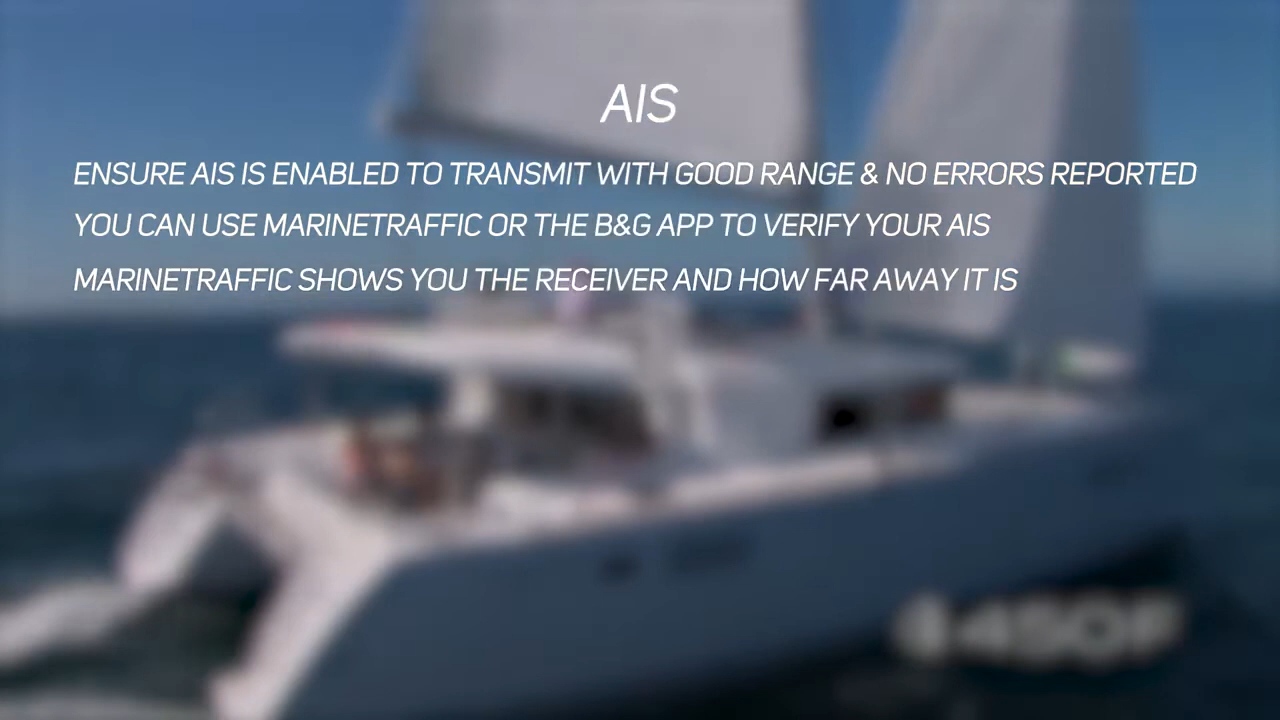 AIS
ENSURE AIS IS ENABLED TO TRANSMIT WITH GOOD RANGE & NO ERRORS REPORTED
YOU CAN USE MARINETRAFFIC OR THE B&G APP TO VERIFY YOUR AIS
MARINETRAFFIC SHOWS YOU THE RECEIVER AND HOW FAR AWAY IT IS